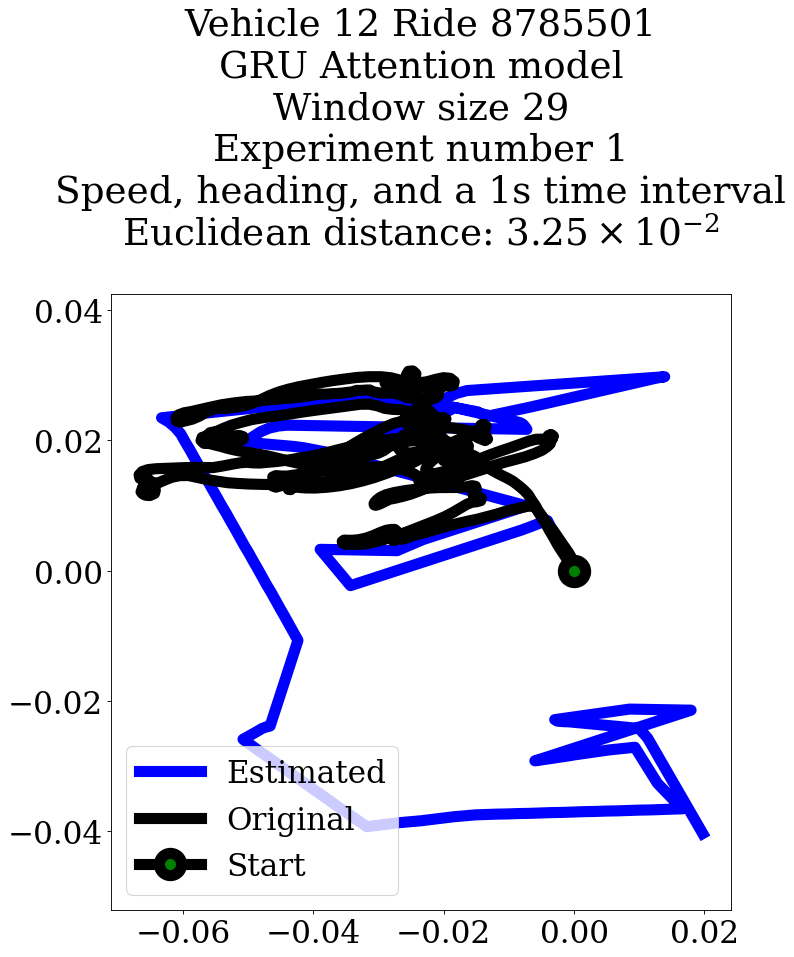 Vehicle 12 Ride 8785501
GRU Attention model
Window size 29
Experiment number 1
Speed, heading, and a 1s time interval
Euclidean distance: 3.25 × 10⁻²
0.04
0.02
0.00
−0.02
−0.04
Estimated
Original
Start
−0.06 −0.04 −0.02 0.00 0.02